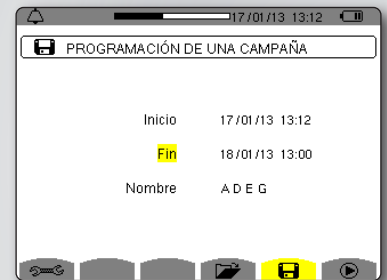 17/01/13 13:12
PROGRAMACIÓN DE UNA CAMPAÑA
Inicio 17/01/13 13:12
Fin 18/01/13 13:00
Nombre A D E G